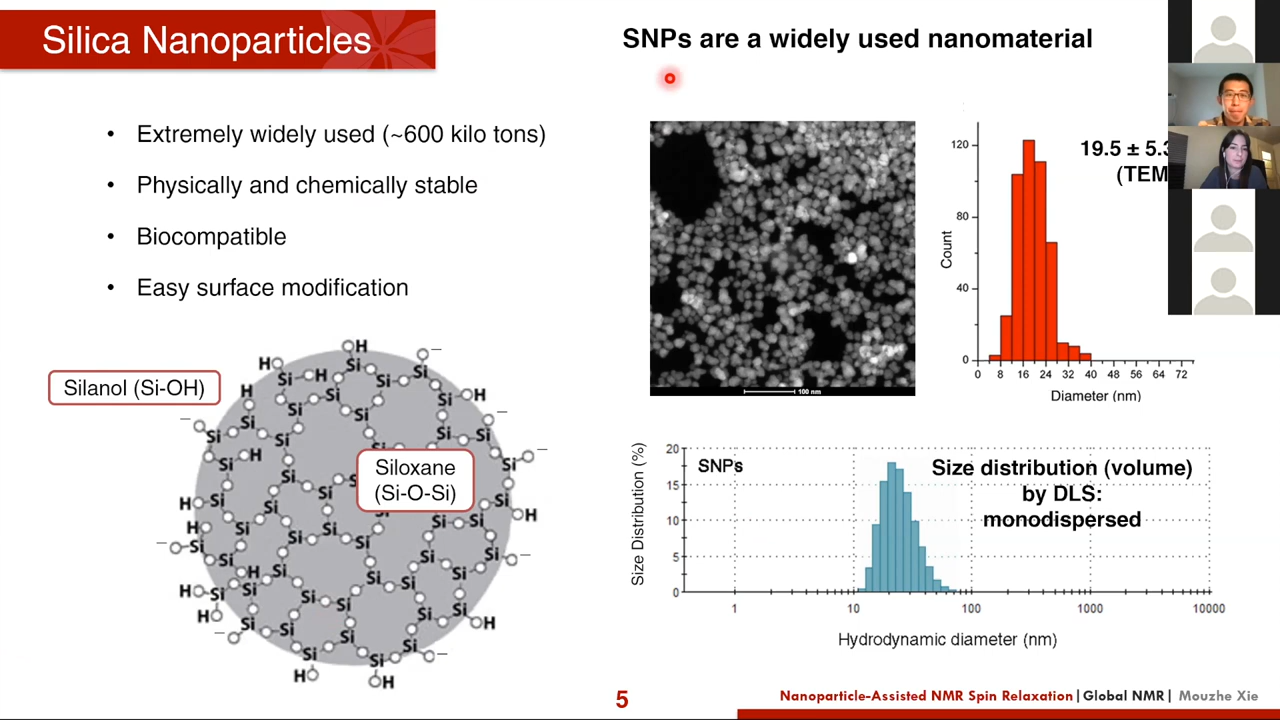 Silica Nanoparticles
SNPs are a widely used nanomaterial
• Extremely widely used (~600 kilo tons)
• Physically and chemically stable
• Biocompatible
• Easy surface modification
Silanol (Si-OH)
Siloxane
(Si-O-Si)
100 nm
19.5 ± 5.3
(TEM
Count
120
80
40
0
0 8 16 24 32 40 48 56 64 72
Diameter (nm)
SNPs
Size distribution (volume)
by DLS:
monodispersed
Size Distribution (%)
20
15
10
5
0
1 10 100 1000 10000
Hydrodynamic diameter (nm)
5
Nanoparticle-Assisted NMR Spin Relaxation | Global NMR | Mouzhe Xie